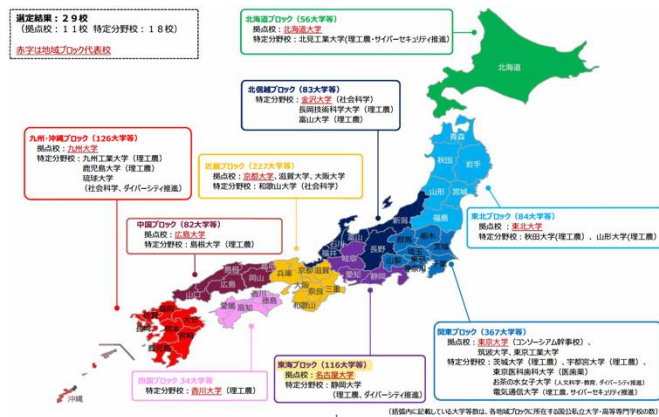 選定結果：２９校
（拠点校：１１校 特定分野校：１８校）
赤字は地域ブロック代表校
北海道ブロック（56大学等）
拠点校：北海道大学
特定分野校：北見工業大学（理工農・サイバーセキュリティ推進）
北海道
北信越ブロック（83大学等）
特定分野校：金沢大学（社会科学）
長岡技術科学大学（理工農）
富山大学（理工農）
九州・沖縄ブロック（126大学等）
拠点校：九州大学
特定分野校：九州工業大学（理工農）
鹿児島大学（理工農）
琉球大学
（社会科学、ダイバーシティ推進）
近畿ブロック（227大学等）
拠点校：京都大学、滋賀大学、大阪大学
特定分野校：和歌山大学（社会科学）
青森
秋田
岩手
山形
宮城
福島
東北ブロック（84大学等）
拠点校：東北大学
特定分野校：秋田大学（理工農）、山形大学（理工農）
中国ブロック（82大学等）
拠点校：広島大学
特定分野校：島根大学（理工農）
新潟
富山
石川
福井
長野
群馬
栃木
茨城
埼玉
東京
山梨
岐阜
愛知
静岡
島根
岡山
広島
山口
兵庫
京都
滋賀
大阪
奈良
三重
和歌山
香川
徳島
愛媛
高知
長崎
熊本
宮崎
鹿児島
沖縄
四国ブロック 34大学等）
特定分野校：香川大学（理工農）
東海ブロック（116大学等）
拠点校：名古屋大学
特定分野校：静岡大学
（理工農、ダイバーシティ推進）
関東ブロック（367大学等）
拠点校：東京大学（コンソーシアム幹事校）、
筑波大学、東京工業大学
特定分野校：茨城大学（理工農）、宇都宮大学（理工農）、
東京医科歯科大学（医歯薬）
お茶の水女子大学（人文科学・教育、ダイバーシティ推進）
電気通信大学（理工農、サイバーセキュリティ推進）
（括弧内に記載している大学等数は、各地域ブロックに所在する国公私立大学・高等専門学校の総